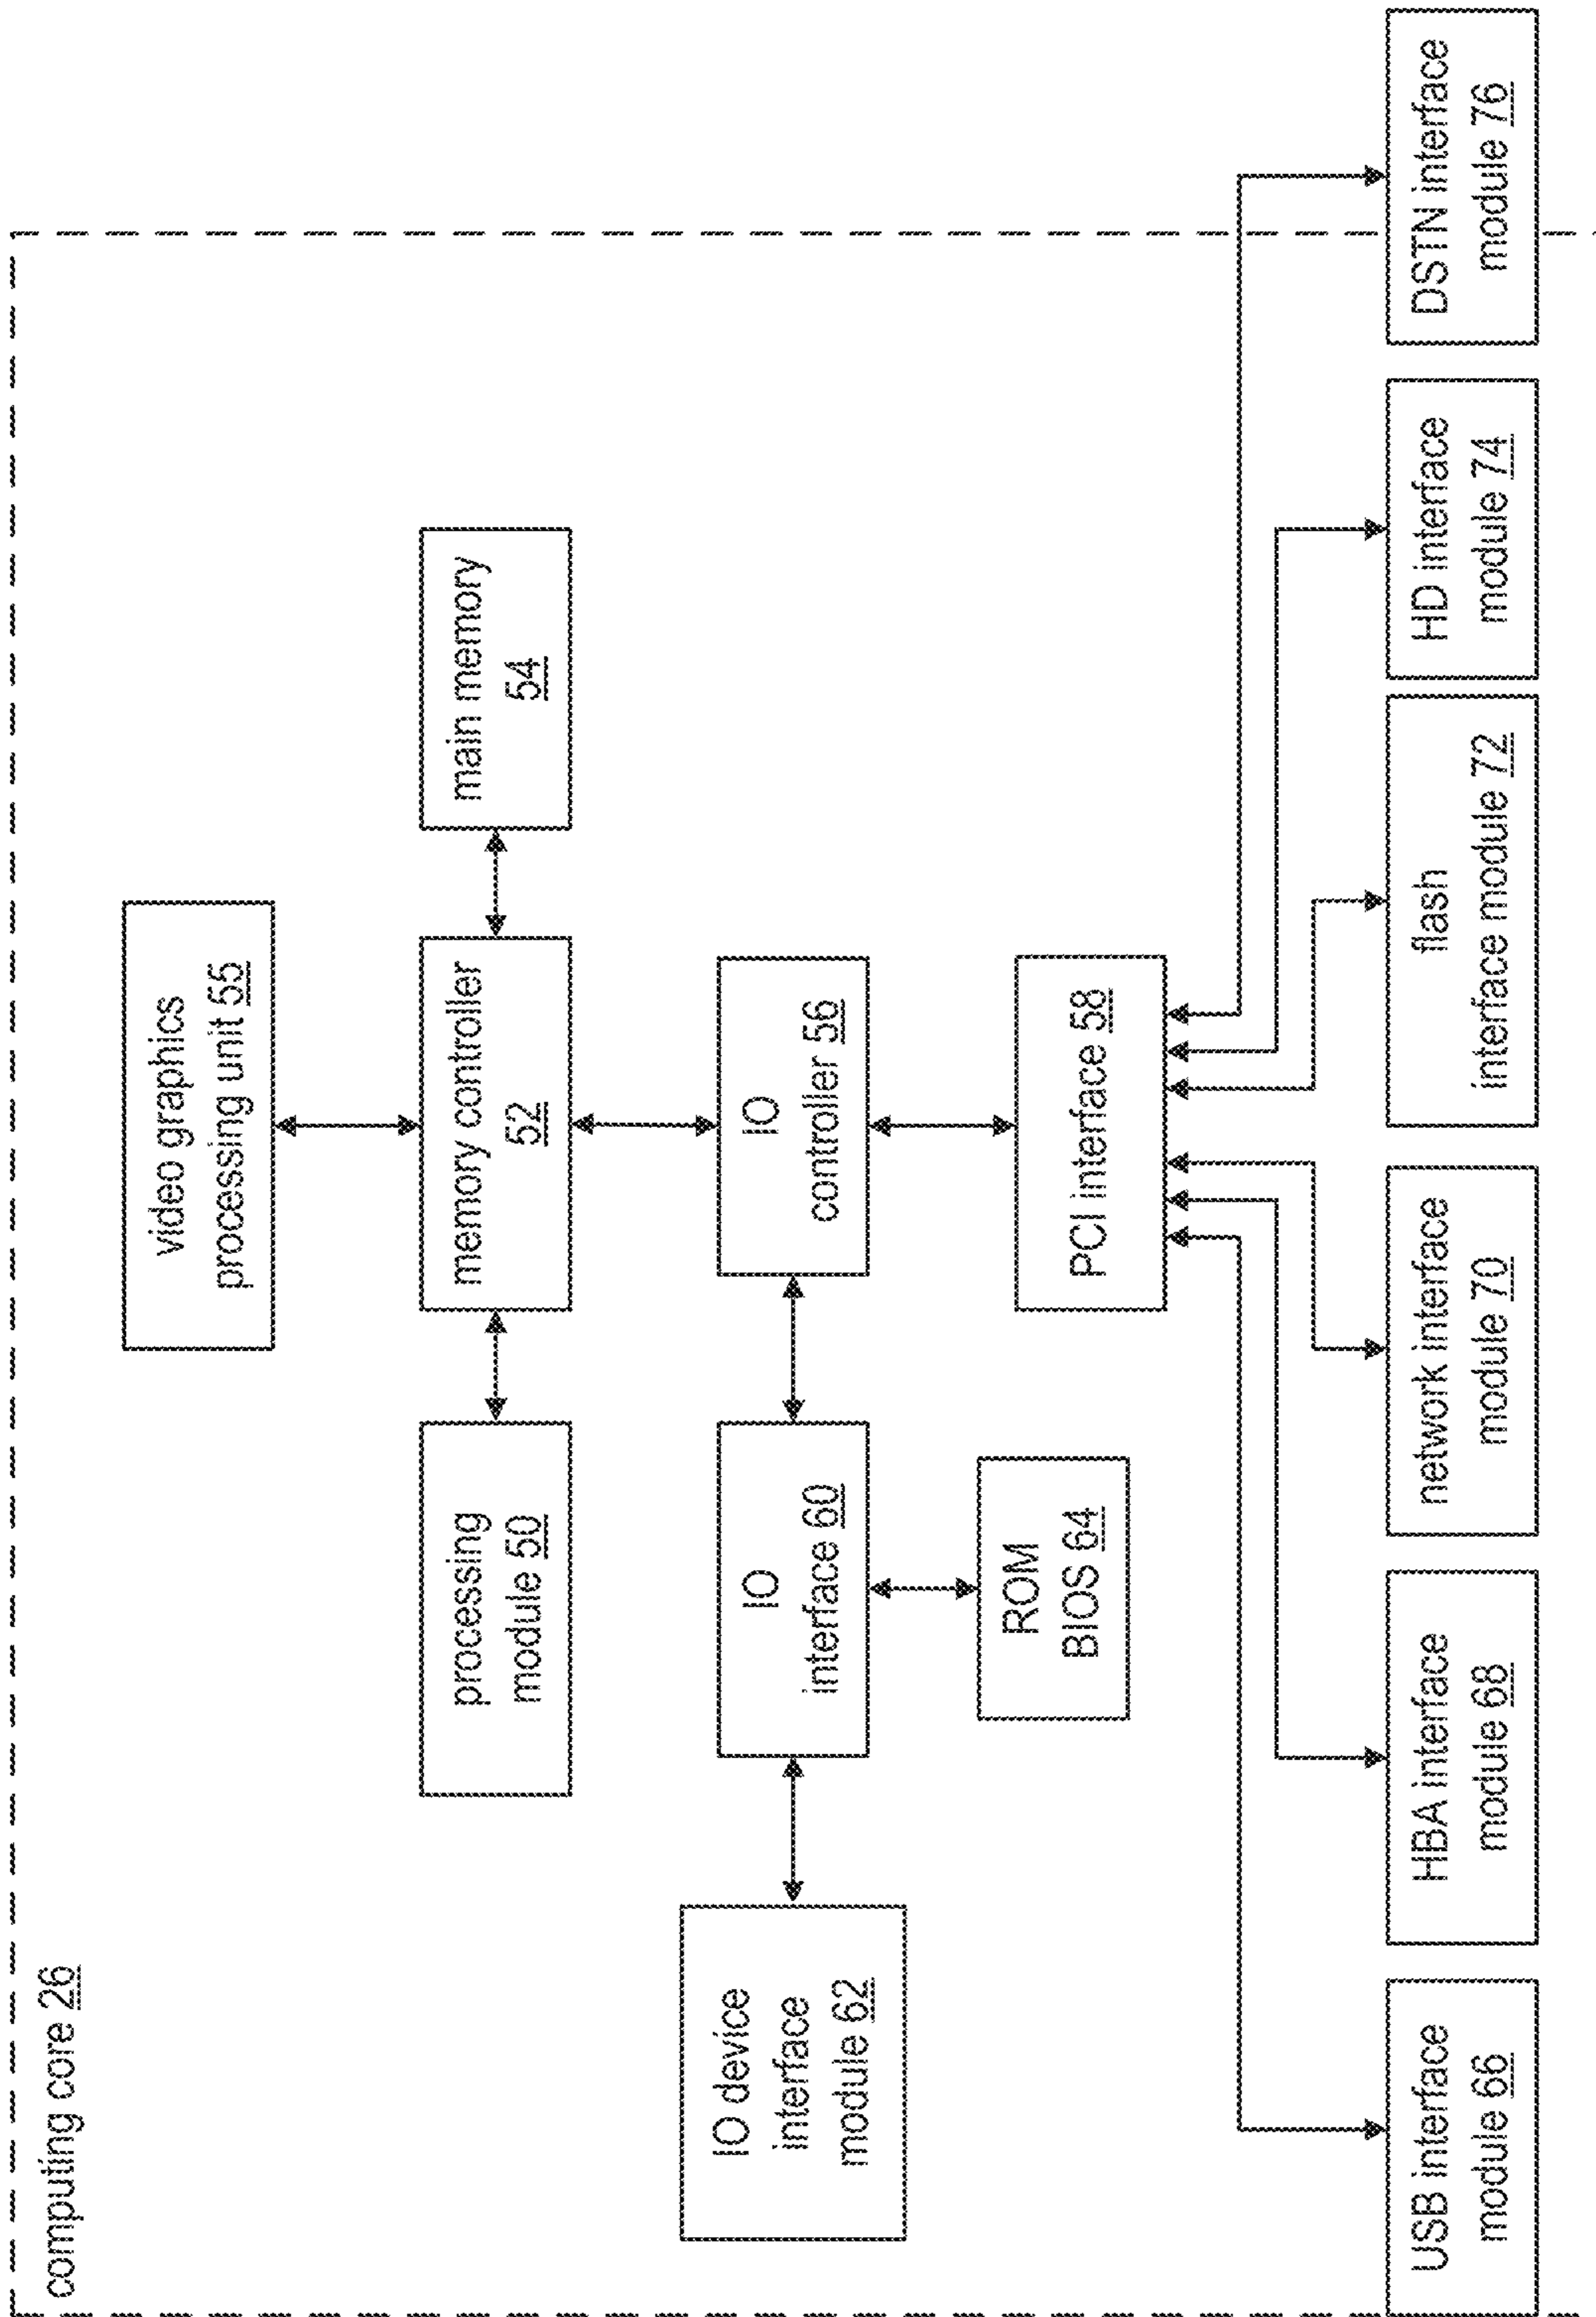 computing core 26
video graphics
processing unit 55
processing
module 50
memory controller
52
main memory
54
IO device
interface
module 62
IO
interface 60
IO
controller 56
ROM
BIOS 64
PCI interface 58
USB interface
module 66
HBA interface
module 68
network interface
module 70
flash
interface module 72
HD interface
module 74
DSTN interface
module 76